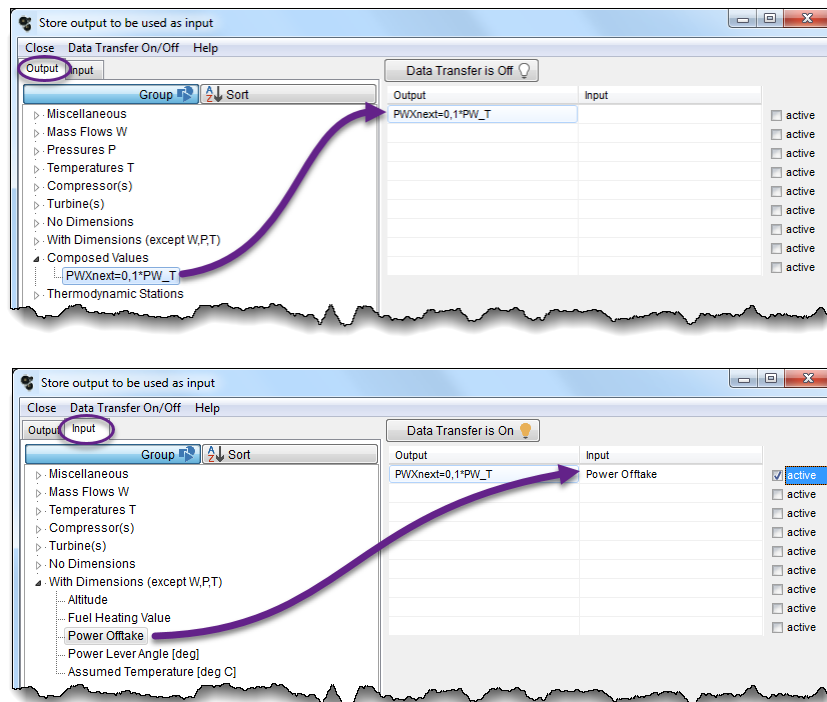 Store output to be used as input
Close Data Transfer On/Off Help
Output Input
Data Transfer is Off
Group A Z Sort
Output Input
Miscellaneous
PWXnext=0,1*PW_T
active
Mass Flows W
active
Pressures P
active
Temperatures T
active
Compressor(s)
active
Turbine(s)
active
No Dimensions
active
With Dimensions (except W,P,T)
active
Composed Values
active
PWXnext=0,1*PW_T
Thermodynamic Stations
Store output to be used as input
Close Data Transfer On/Off Help
Output Input
Data Transfer is On
Group A Z Sort
Output Input
Miscellaneous
PWXnext=0,1*PW_T Power Offtake
active
Mass Flows W
active
Temperatures T
active
Compressor(s)
active
Turbine(s)
active
No Dimensions
active
With Dimensions (except W,P,T)
active
Altitude
active
Fuel Heating Value
active
Power Offtake
Power Lever Angle [deg]
Assumed Temperature [deg C]